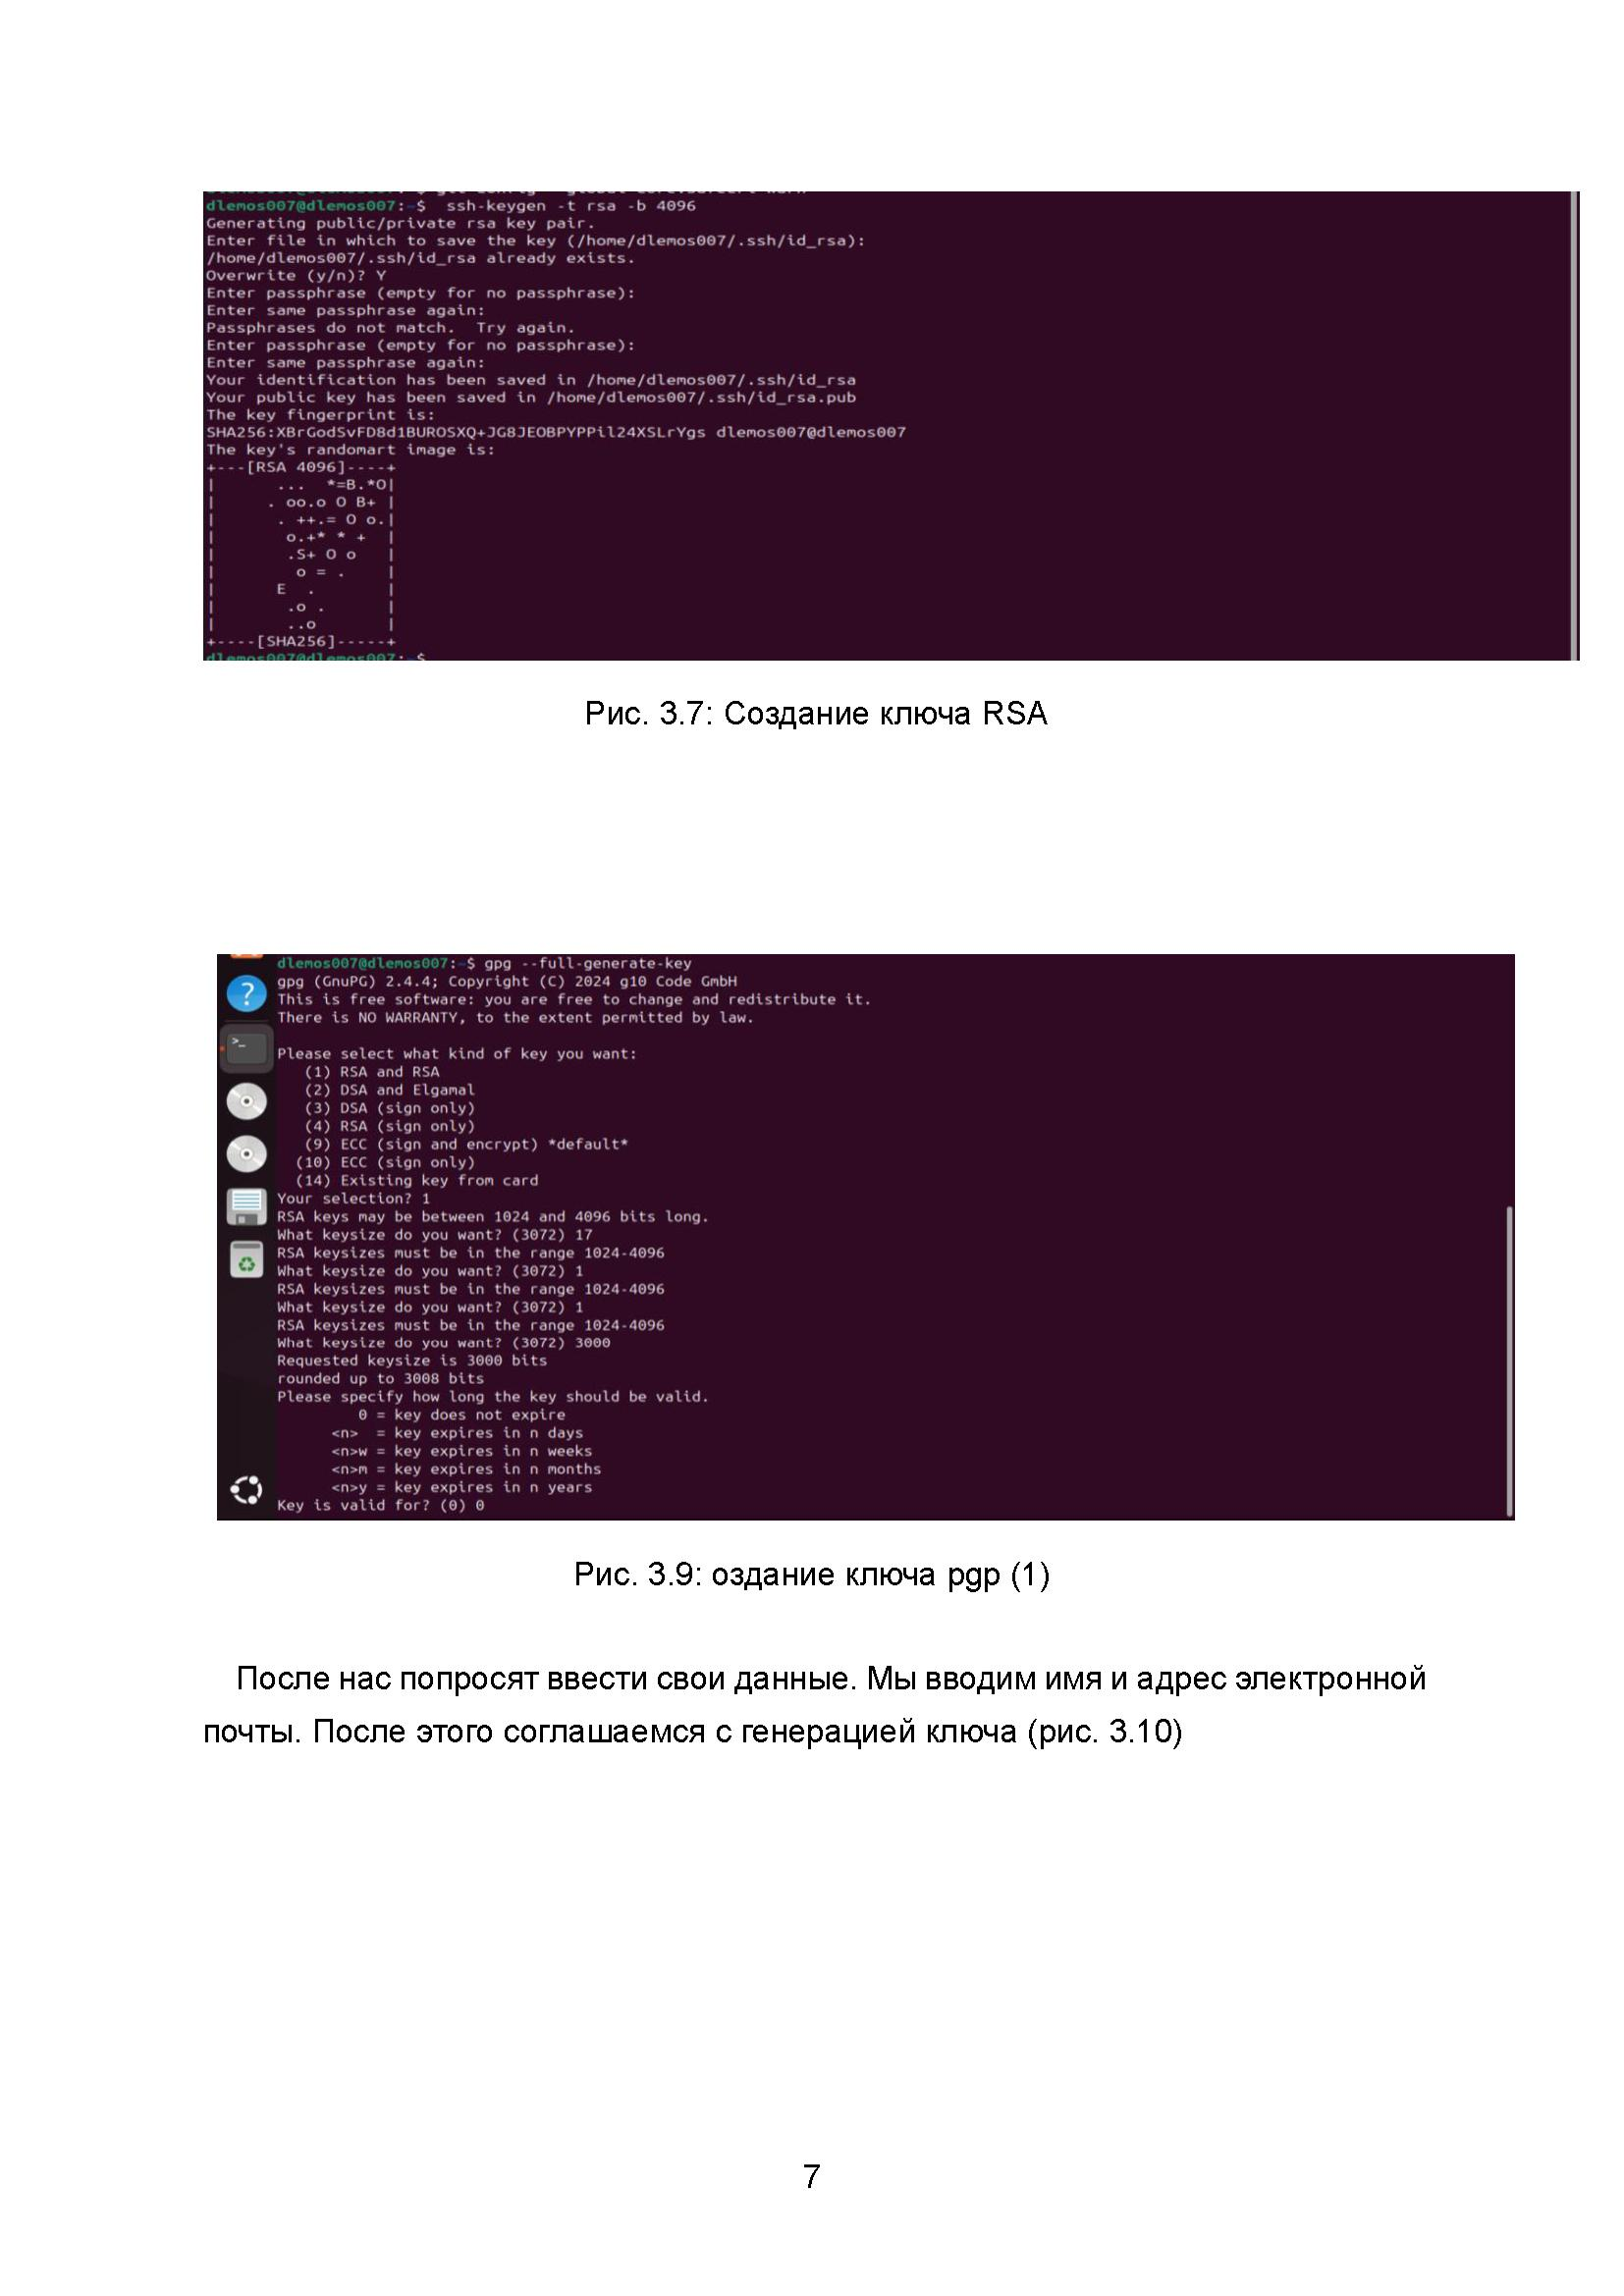 dlemos007@dlemos007:~$ ssh-keygen -t rsa -b 4096
Generating public/private rsa key pair.
Enter file in which to save the key (/home/dlemos007/.ssh/id_rsa):
/home/dlemos007/.ssh/id_rsa already exists.
Overwrite (y/n)? Y
Enter passphrase (empty for no passphrase):
Enter same passphrase again:
Passphrases do not match.  Try again.
Enter passphrase (empty for no passphrase):
Enter same passphrase again:
Your identification has been saved in /home/dlemos007/.ssh/id_rsa
Your public key has been saved in /home/dlemos007/.ssh/id_rsa.pub
The key fingerprint is:
SHA256:XBrGodSvFD8d1BUROSXQ+JG8JEOBPYPPil24XSLrYgs dlemos007@dlemos007
The key's randomart image is:
+---[RSA 4096]----+
|      ...  *=B.*O|
|     . oo.o O B+ |
|      . ++.= O o.|
|       o.+* * +  |
|       .S+ O o   |
|        o = .    |
|      E  .       |
|       .o .      |
|       ..o       |
+----[SHA256]-----+
dlemos007@dlemos007:~$
Рис. 3.7: Создание ключа RSA
dlemos007@dlemos007:~$ gpg --full-generate-key
gpg (GnuPG) 2.4.4; Copyright (C) 2024 g10 Code GmbH
This is free software: you are free to change and redistribute it.
There is NO WARRANTY, to the extent permitted by law.
Please select what kind of key you want:
(1) RSA and RSA
(2) DSA and Elgamal
(3) DSA (sign only)
(4) RSA (sign only)
(9) ECC (sign and encrypt) *default*
(10) ECC (sign only)
(14) Existing key from card
Your selection? 1
RSA keys may be between 1024 and 4096 bits long.
What keysize do you want? (3072) 17
RSA keysizes must be in the range 1024-4096
What keysize do you want? (3072) 1
RSA keysizes must be in the range 1024-4096
What keysize do you want? (3072) 1
RSA keysizes must be in the range 1024-4096
What keysize do you want? (3072) 3000
Requested keysize is 3000 bits
rounded up to 3008 bits
Please specify how long the key should be valid.
0 = key does not expire
<n>  = key expires in n days
<n>w = key expires in n weeks
<n>m = key expires in n months
<n>y = key expires in n years
Key is valid for? (0) 0
Рис. 3.9: оздание ключа pgp (1)
После нас попросят ввести свои данные. Мы вводим имя и адрес электронной
почты. После этого соглашаемся с генерацией ключа (рис. 3.10)
7